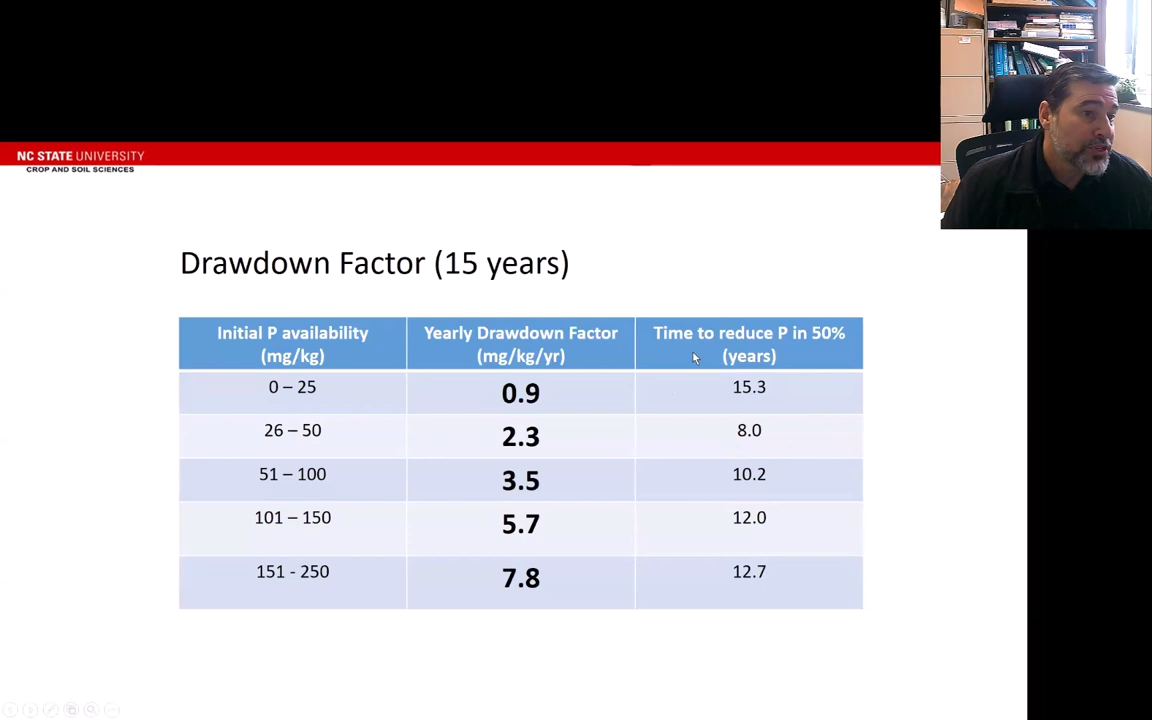 NC STATE UNIVERSITY
CROP AND SOIL SCIENCES
Drawdown Factor (15 years)
Initial P availability (mg/kg) Yearly Drawdown Factor (mg/kg/yr) Time to reduce P in 50% (years)
0 – 25 0.9 15.3
26 – 50 2.3 8.0
51 – 100 3.5 10.2
101 – 150 5.7 12.0
151 - 250 7.8 12.7